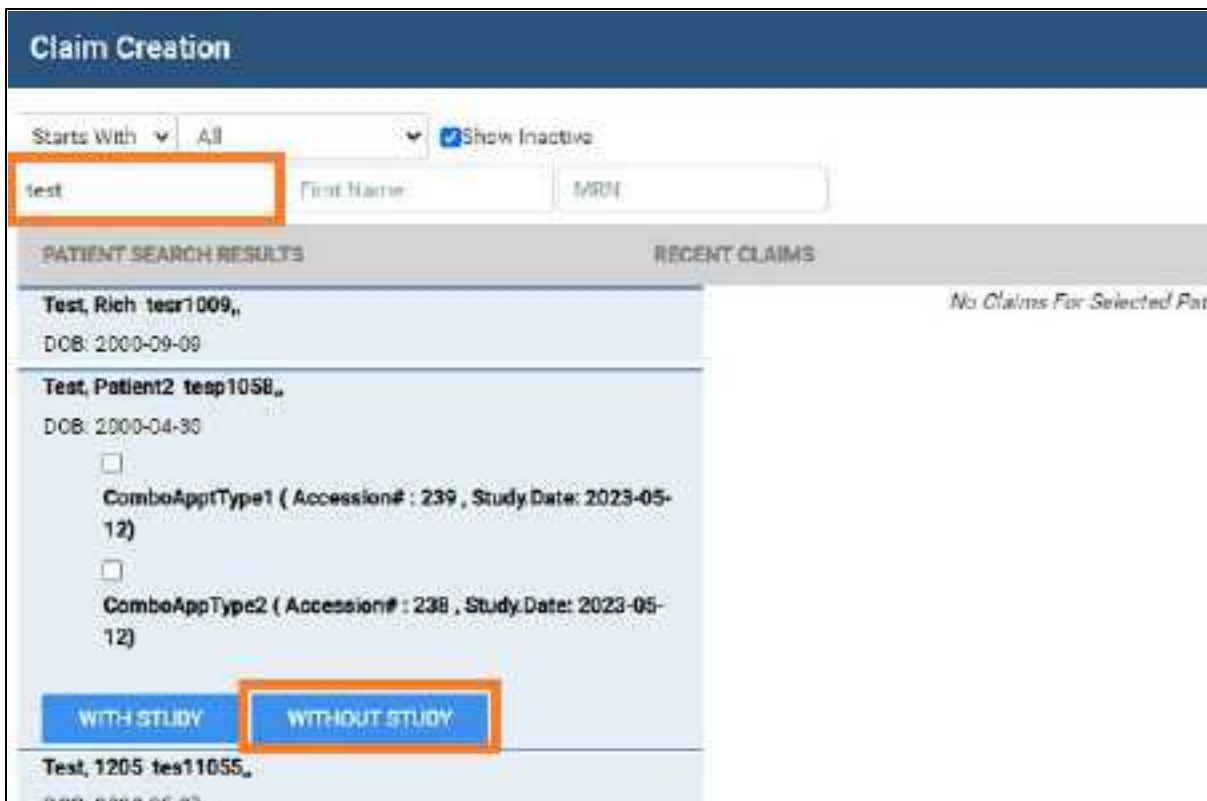 Claim Creation
Starts With All Show Inactive
test First Name MRN
PATIENT SEARCH RESULTS RECENT CLAIMS
Test, Rich tesr1009,,
No Claims For Selected Pat
DOB: 2000-09-09
Test, Patient2 tesp1058,,
DOB: 2000-04-30
ComboApptType1 ( Accession# : 239 , Study.Date: 2023-05-
12)
ComboAppType2 ( Accession# : 238 , Study.Date: 2023-05-
12)
WITH STUDY WITHOUT STUDY
Test, 1205 tes11055,,